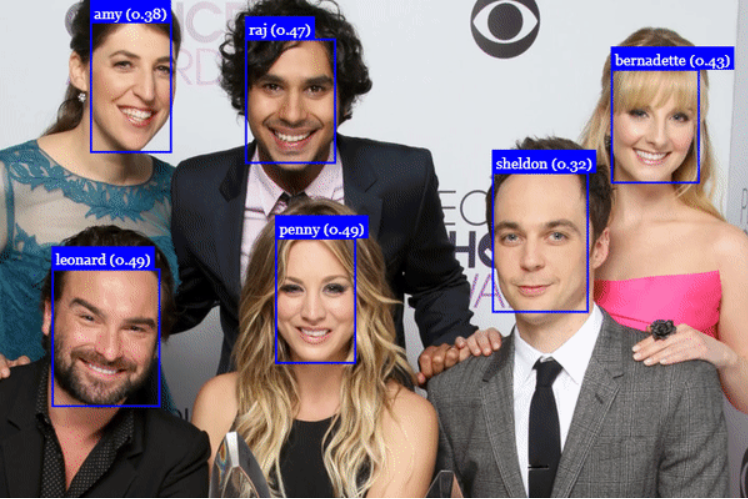 amy (0.38)
raj (0.47)
bernadette (0.43)
sheldon (0.32)
penny (0.49)
leonard (0.49)